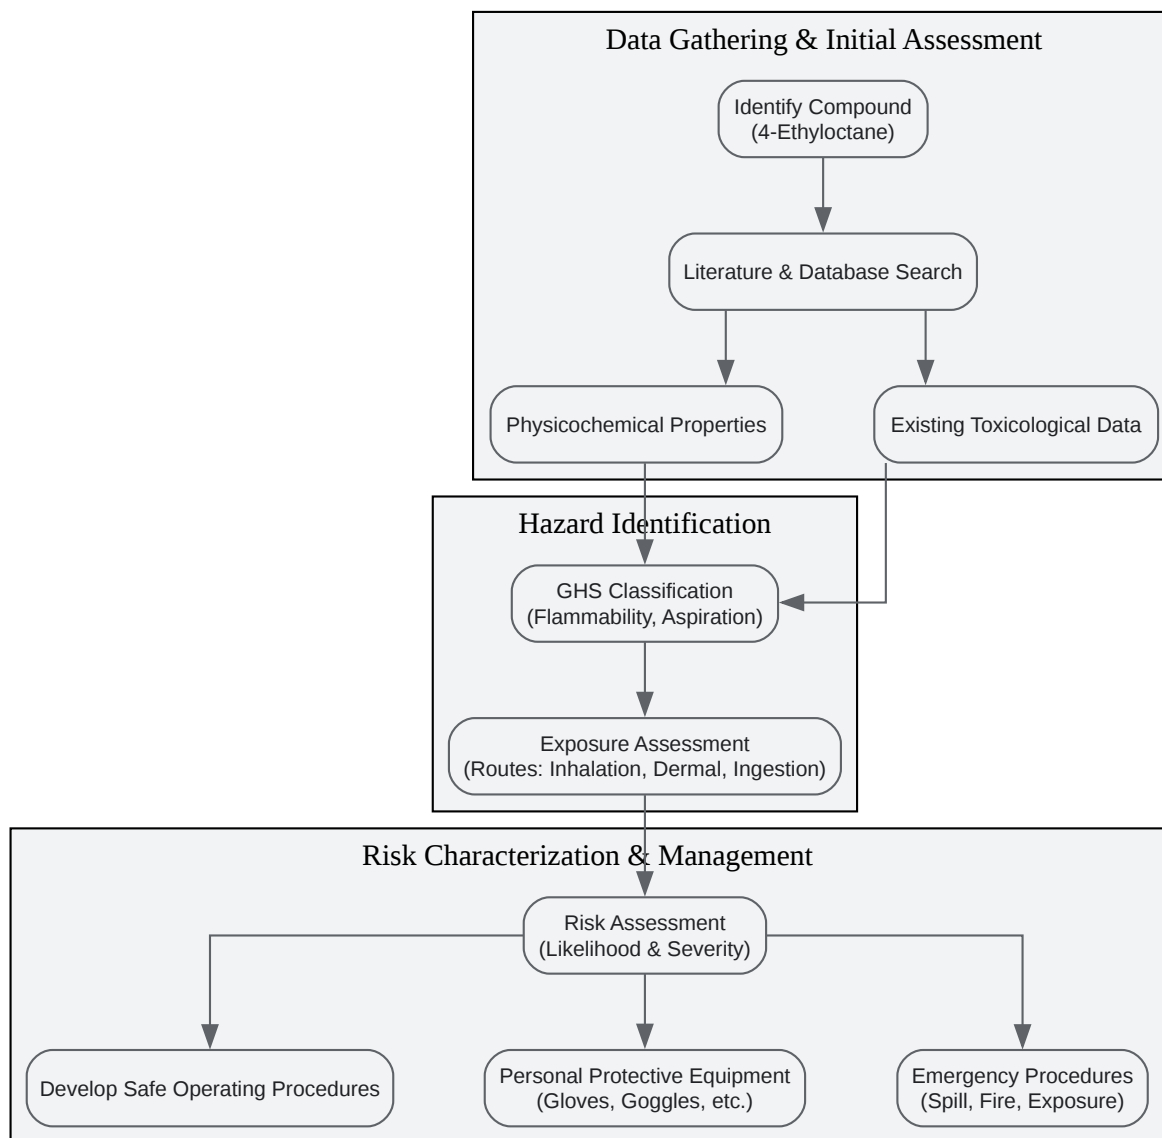 Data Gathering & Initial Assessment
Identify Compound
(4-Ethyloctane)
Literature & Database Search
Physicochemical Properties
Existing Toxicological Data
Hazard Identification
GHS Classification
(Flammability, Aspiration)
Exposure Assessment
(Routes: Inhalation, Dermal, Ingestion)
Risk Characterization & Management
Risk Assessment
(Likelihood & Severity)
Develop Safe Operating Procedures
Personal Protective Equipment
(Gloves, Goggles, etc.)
Emergency Procedures
(Spill, Fire, Exposure)